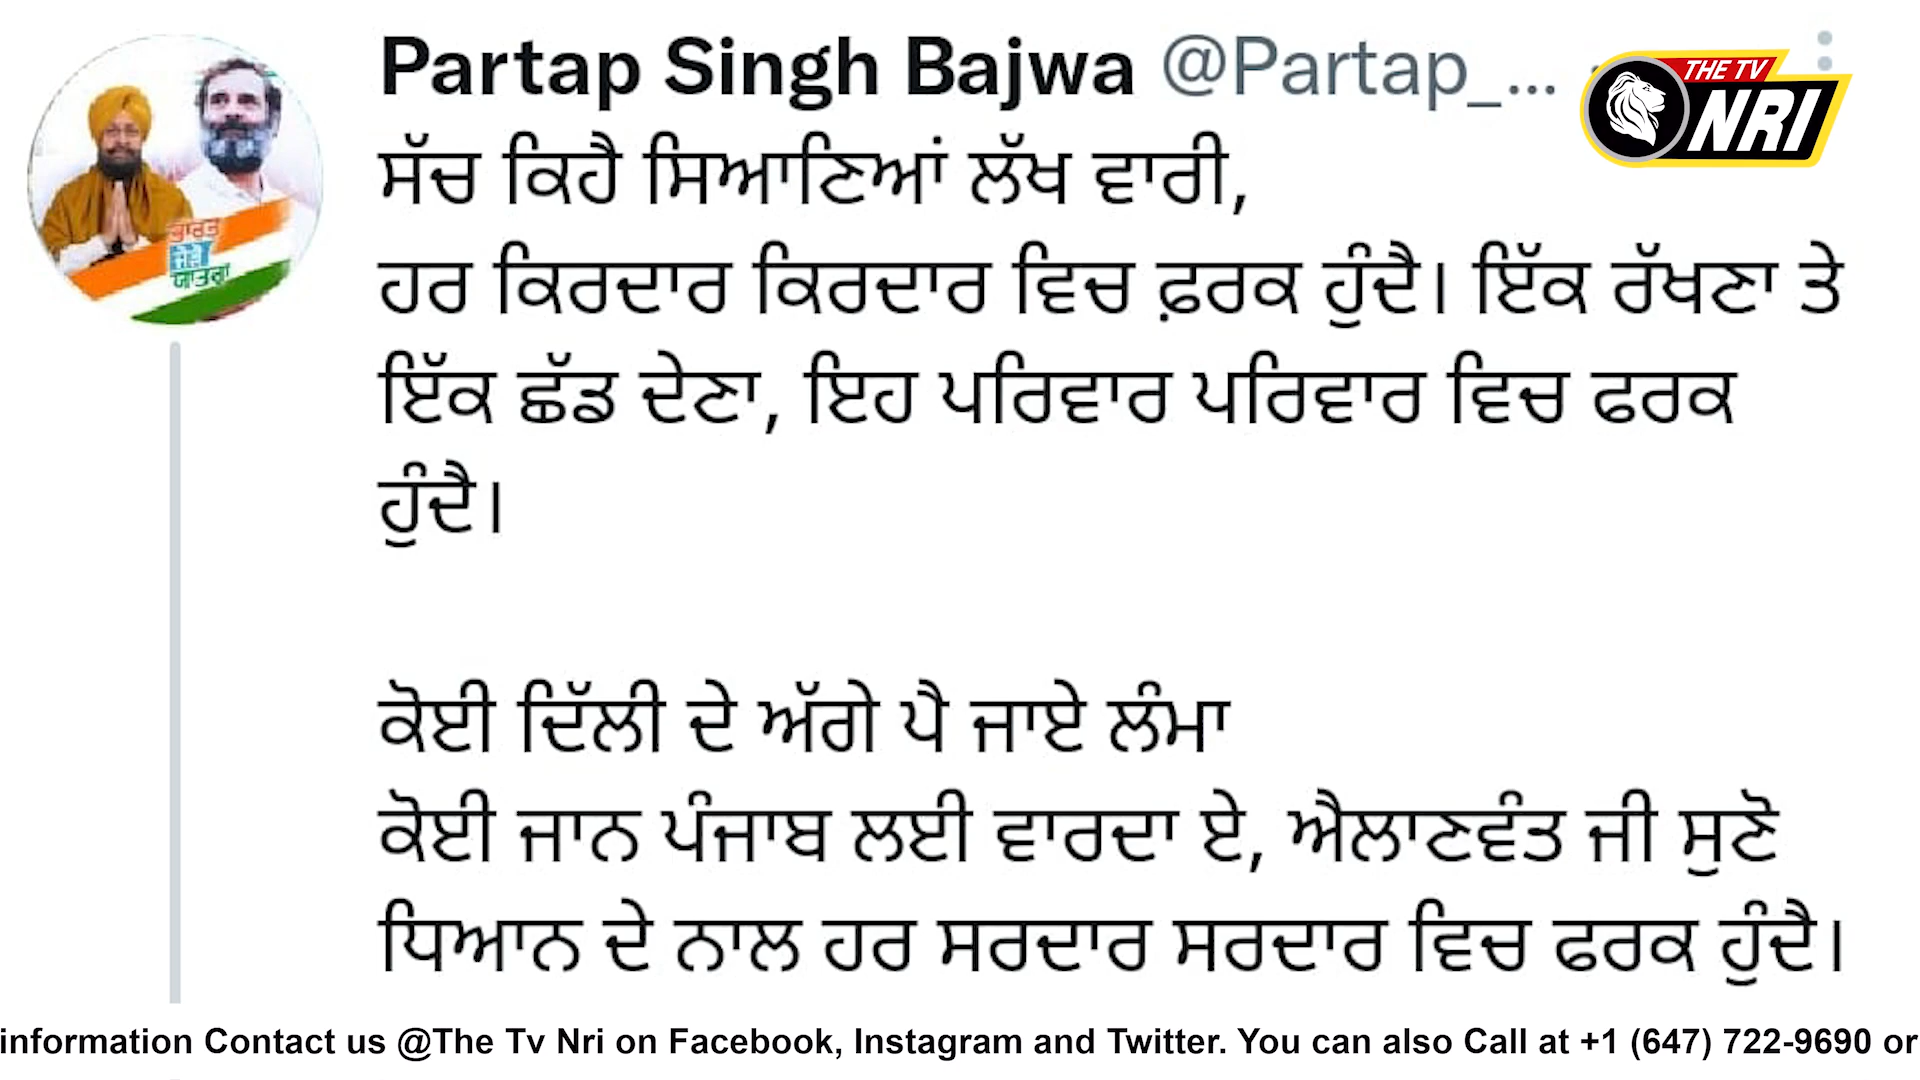 Partap Singh Bajwa @Partap_...
THE TV
NRI
ਸੱਚ ਕਿਹੈ ਸਿਆਣਿਆਂ ਲੱਖ ਵਾਰੀ,
ਹਰ ਕਿਰਦਾਰ ਕਿਰਦਾਰ ਵਿਚ ਫ਼ਰਕ ਹੁੰਦੈ। ਇੱਕ ਰੱਖਣਾ ਤੇ
ਇੱਕ ਛੱਡ ਦੇਣਾ, ਇਹ ਪਰਿਵਾਰ ਪਰਿਵਾਰ ਵਿਚ ਫਰਕ
ਹੁੰਦੈ।
ਭਾਰਤ
ਜੋੜੋ
ਯਾਤਰਾ
ਕੋਈ ਦਿੱਲੀ ਦੇ ਅੱਗੇ ਪੈ ਜਾਏ ਲੰਮਾ
ਕੋਈ ਜਾਨ ਪੰਜਾਬ ਲਈ ਵਾਰਦਾ ਏ, ਐਲਾਣਵੰਤ ਜੀ ਸੁਣੋ
ਧਿਆਨ ਦੇ ਨਾਲ ਹਰ ਸਰਦਾਰ ਸਰਦਾਰ ਵਿਚ ਫਰਕ ਹੁੰਦੈ।
information Contact us @The Tv Nri on Facebook, Instagram and Twitter. You can also Call at +1 (647) 722-9690 or